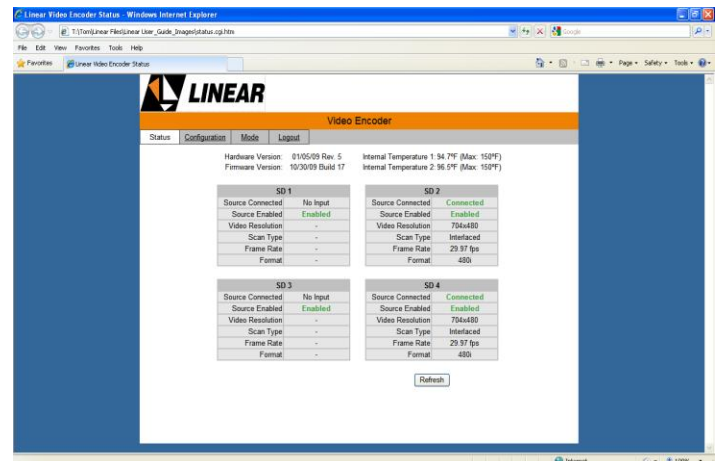 Linear Video Encoder Status - Windows Internet Explorer
T:\Tom\Linear Files\Linear User_Guide_Images\status.cgi.htm
Google
File Edit View Favorites Tools Help
Favorites Linear Video Encoder Status
Page Safety Tools
LINEAR
Video Encoder
Status Configuration Mode Logout
Hardware Version: 01/05/09 Rev. 5 Internal Temperature 1: 94.7ºF (Max: 150ºF)
Firmware Version: 10/30/09 Build 17 Internal Temperature 2: 96.5ºF (Max: 150ºF)
SD 1
Source Connected No Input
Source Enabled Enabled
Video Resolution -
Scan Type -
Frame Rate -
Format -
SD 2
Source Connected Connected
Source Enabled Enabled
Video Resolution 704x480
Scan Type Interlaced
Frame Rate 29.97 fps
Format 480i
SD 3
Source Connected No Input
Source Enabled Enabled
Video Resolution -
Scan Type -
Frame Rate -
Format -
SD 4
Source Connected Connected
Source Enabled Enabled
Video Resolution 704x480
Scan Type Interlaced
Frame Rate 29.97 fps
Format 480i
Refresh
Internet 100%